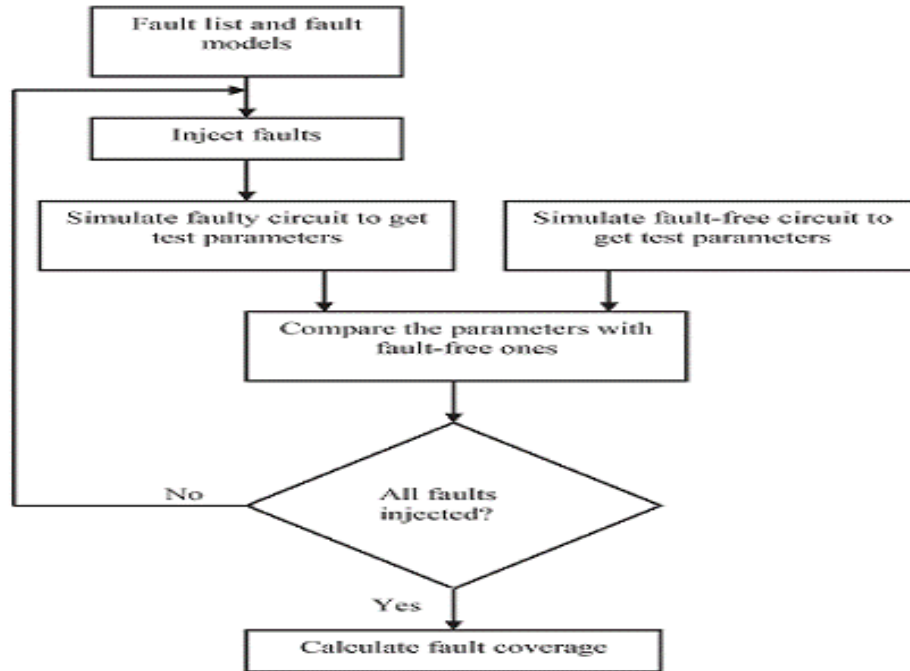 Fault list and fault
models
Inject faults
Simulate faulty circuit to get
test parameters
Simulate fault-free circuit to
get test parameters
Compare the parameters with
fault-free ones
No
All faults
injected?
Yes
Calculate fault coverage